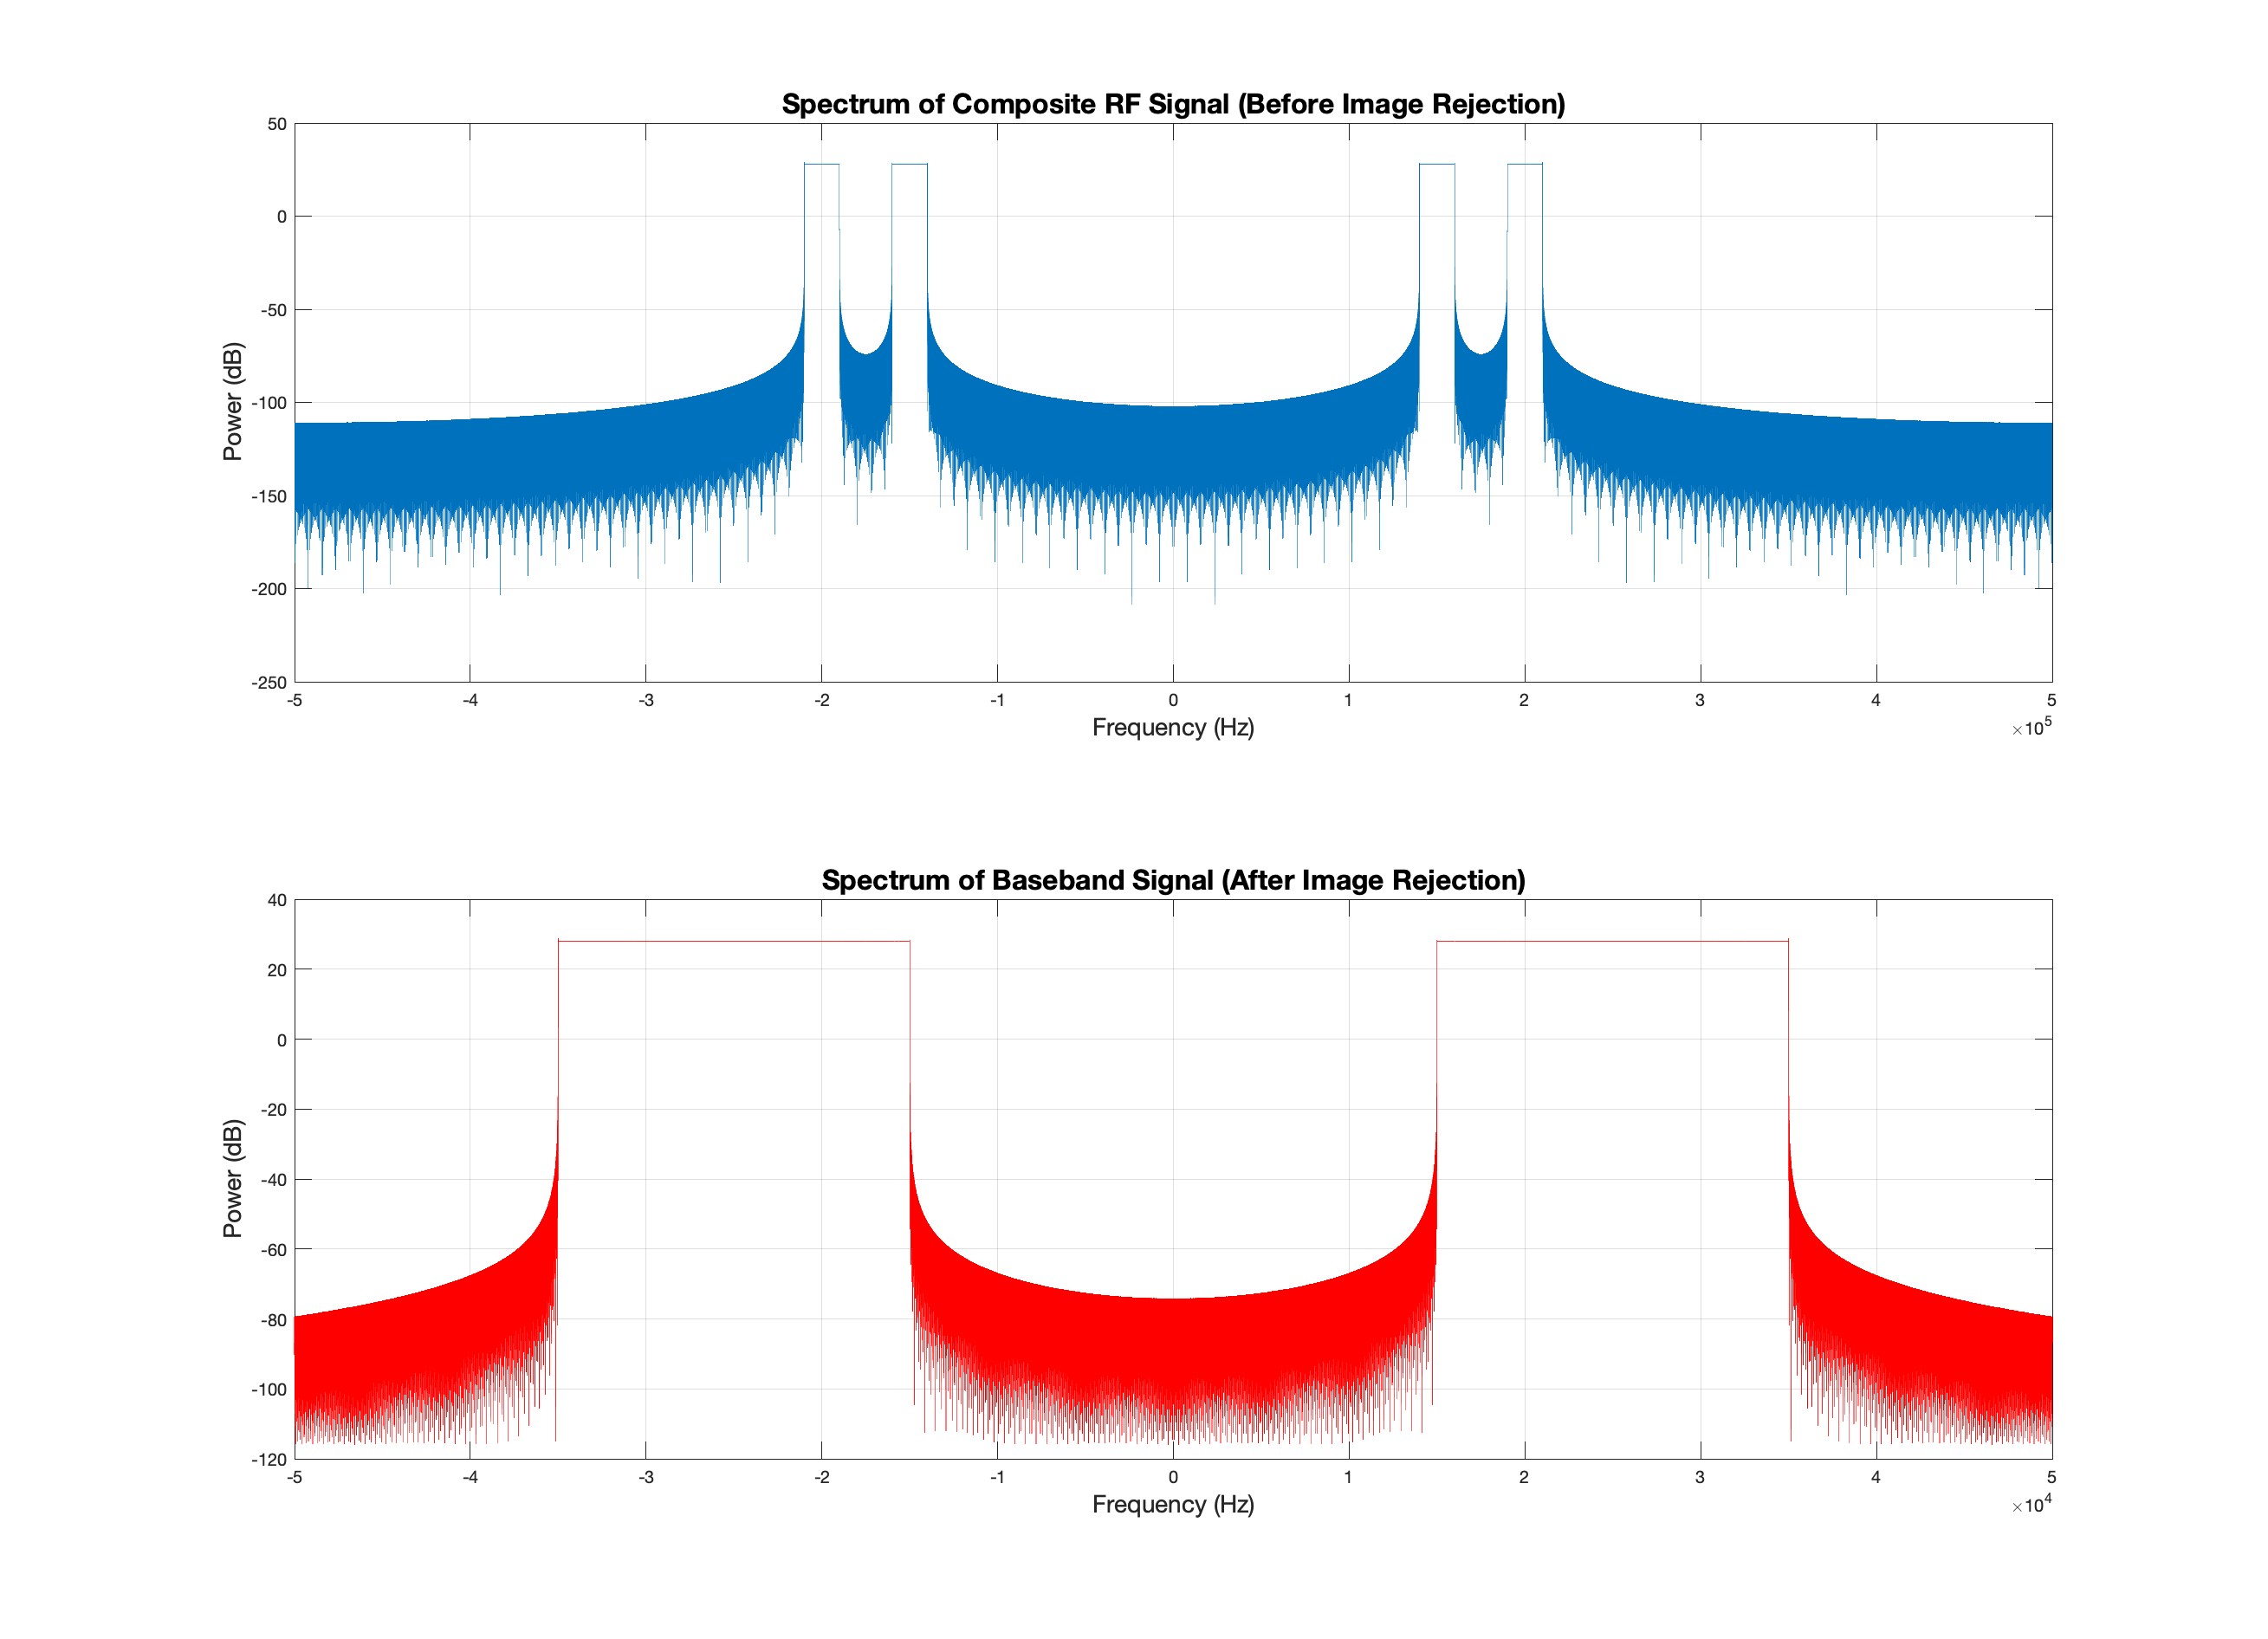 Spectrum of Composite RF Signal (Before Image Rejection)
50
0
-50
-100
-150
-200
-250
Power (dB)
-5 -4 -3 -2 -1 0 1 2 3 4 5
Frequency (Hz)
×10^5
Spectrum of Baseband Signal (After Image Rejection)
40
20
0
-20
-40
-60
-80
-100
-120
Power (dB)
-5 -4 -3 -2 -1 0 1 2 3 4 5
Frequency (Hz)
×10^4